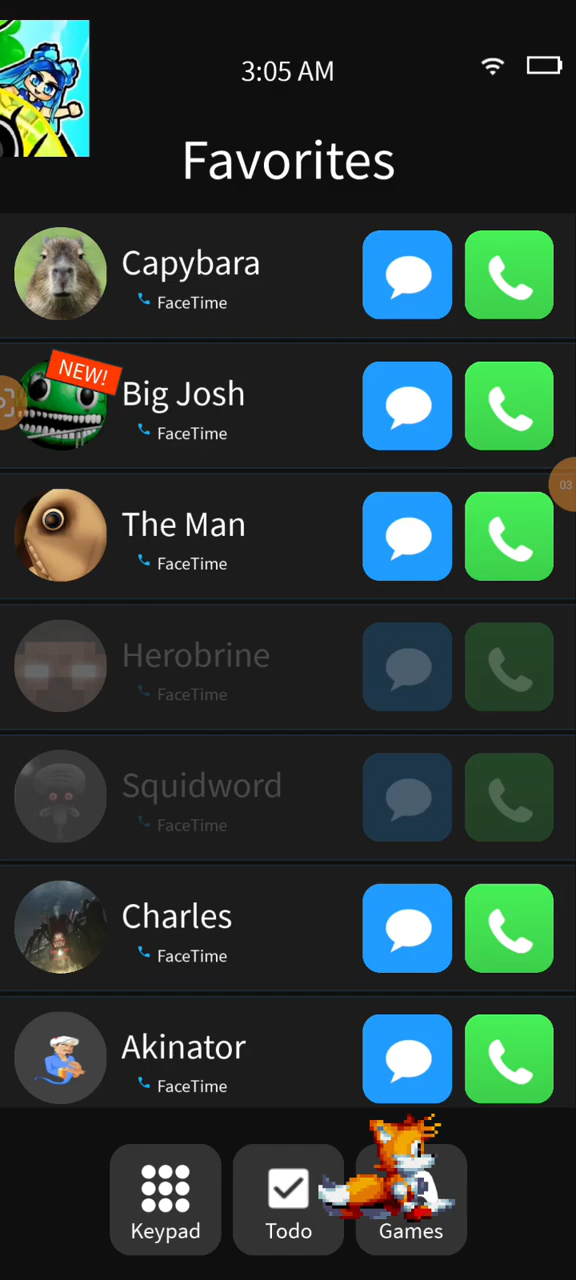 3:05 AM
Favorites
Capybara
FaceTime
NEW!
Big Josh
FaceTime
03
The Man
FaceTime
Herobrine
FaceTime
Squidword
FaceTime
Charles
FaceTime
Akinator
FaceTime
Keypad
Todo
Games